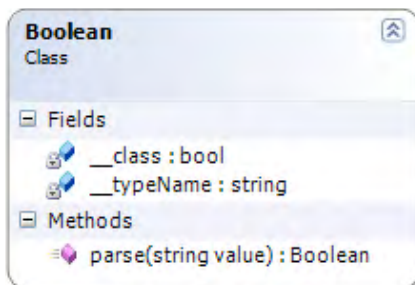 Boolean
Class
Fields
__class : bool
__typeName : string
Methods
parse(string value) : Boolean